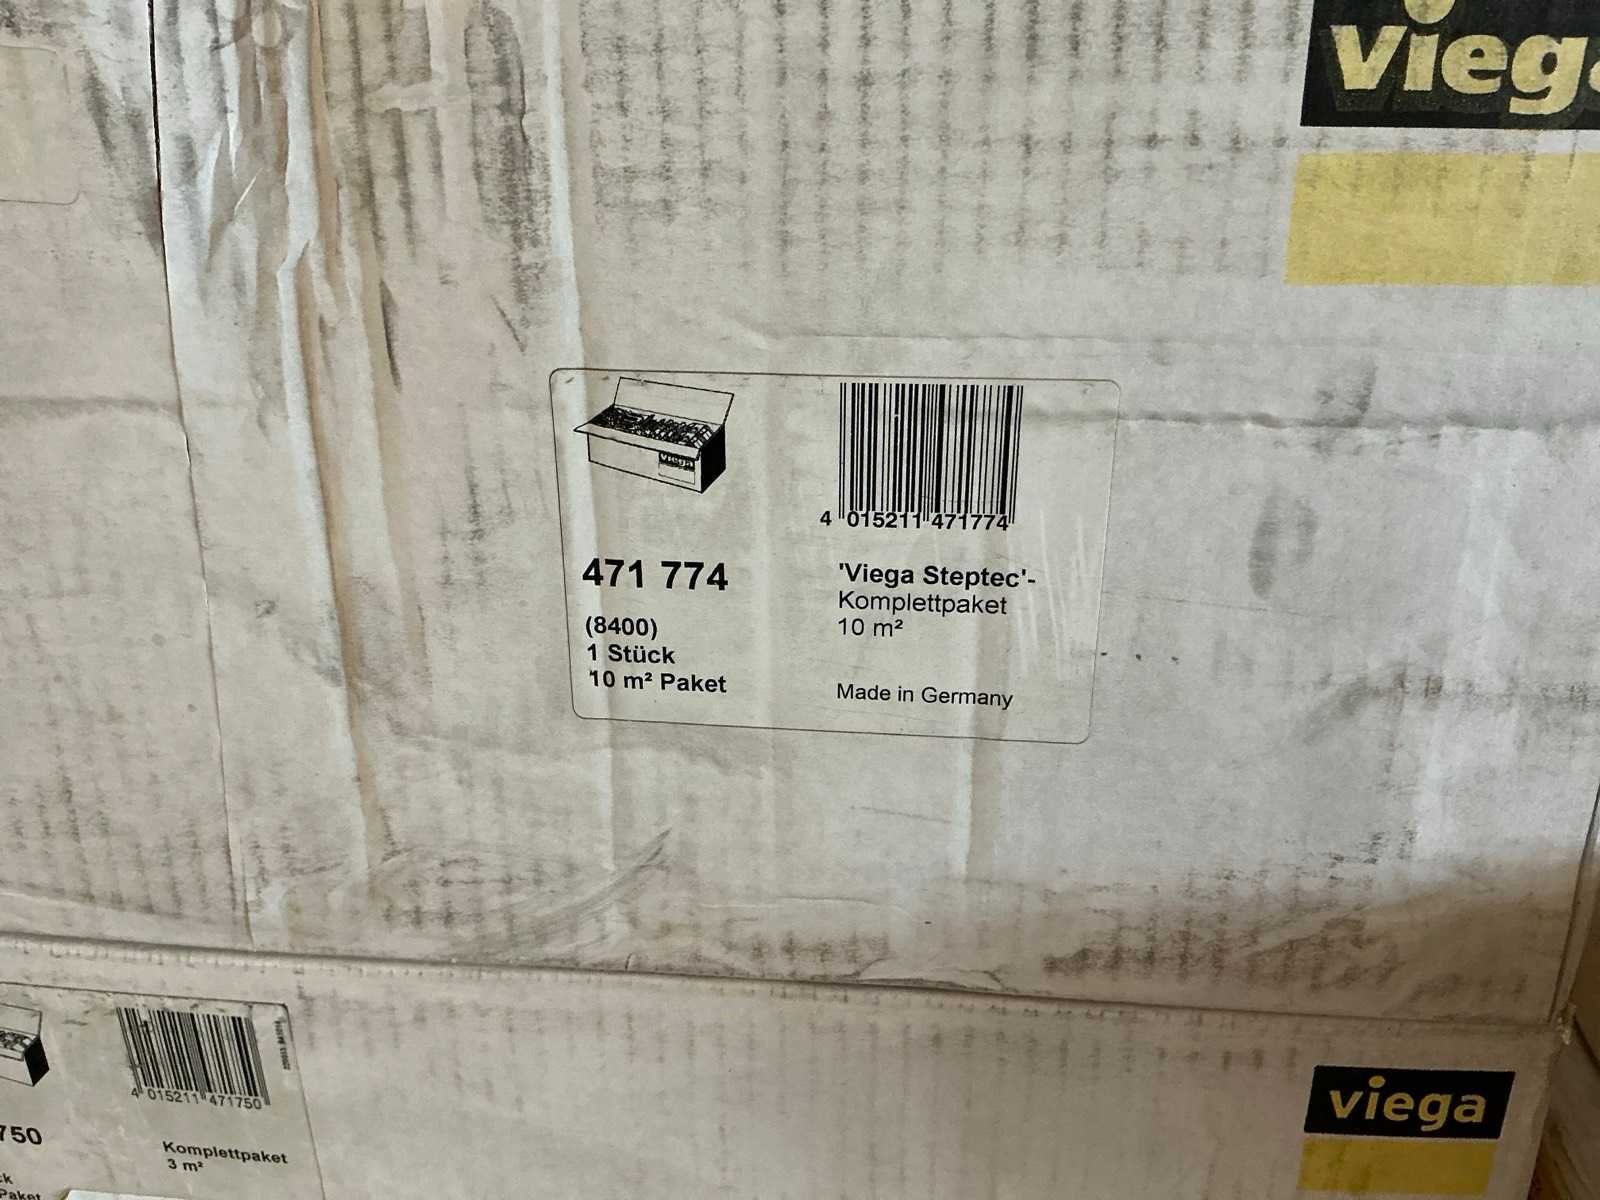 viega
viega
4 015211 471774
471 774
(8400)
1 Stück
10 m² Paket
'Viega Steptec'-
Komplettpaket
10 m²
Made in Germany
4 015211 471750
750
Komplettpaket
3 m²
Paket
viega